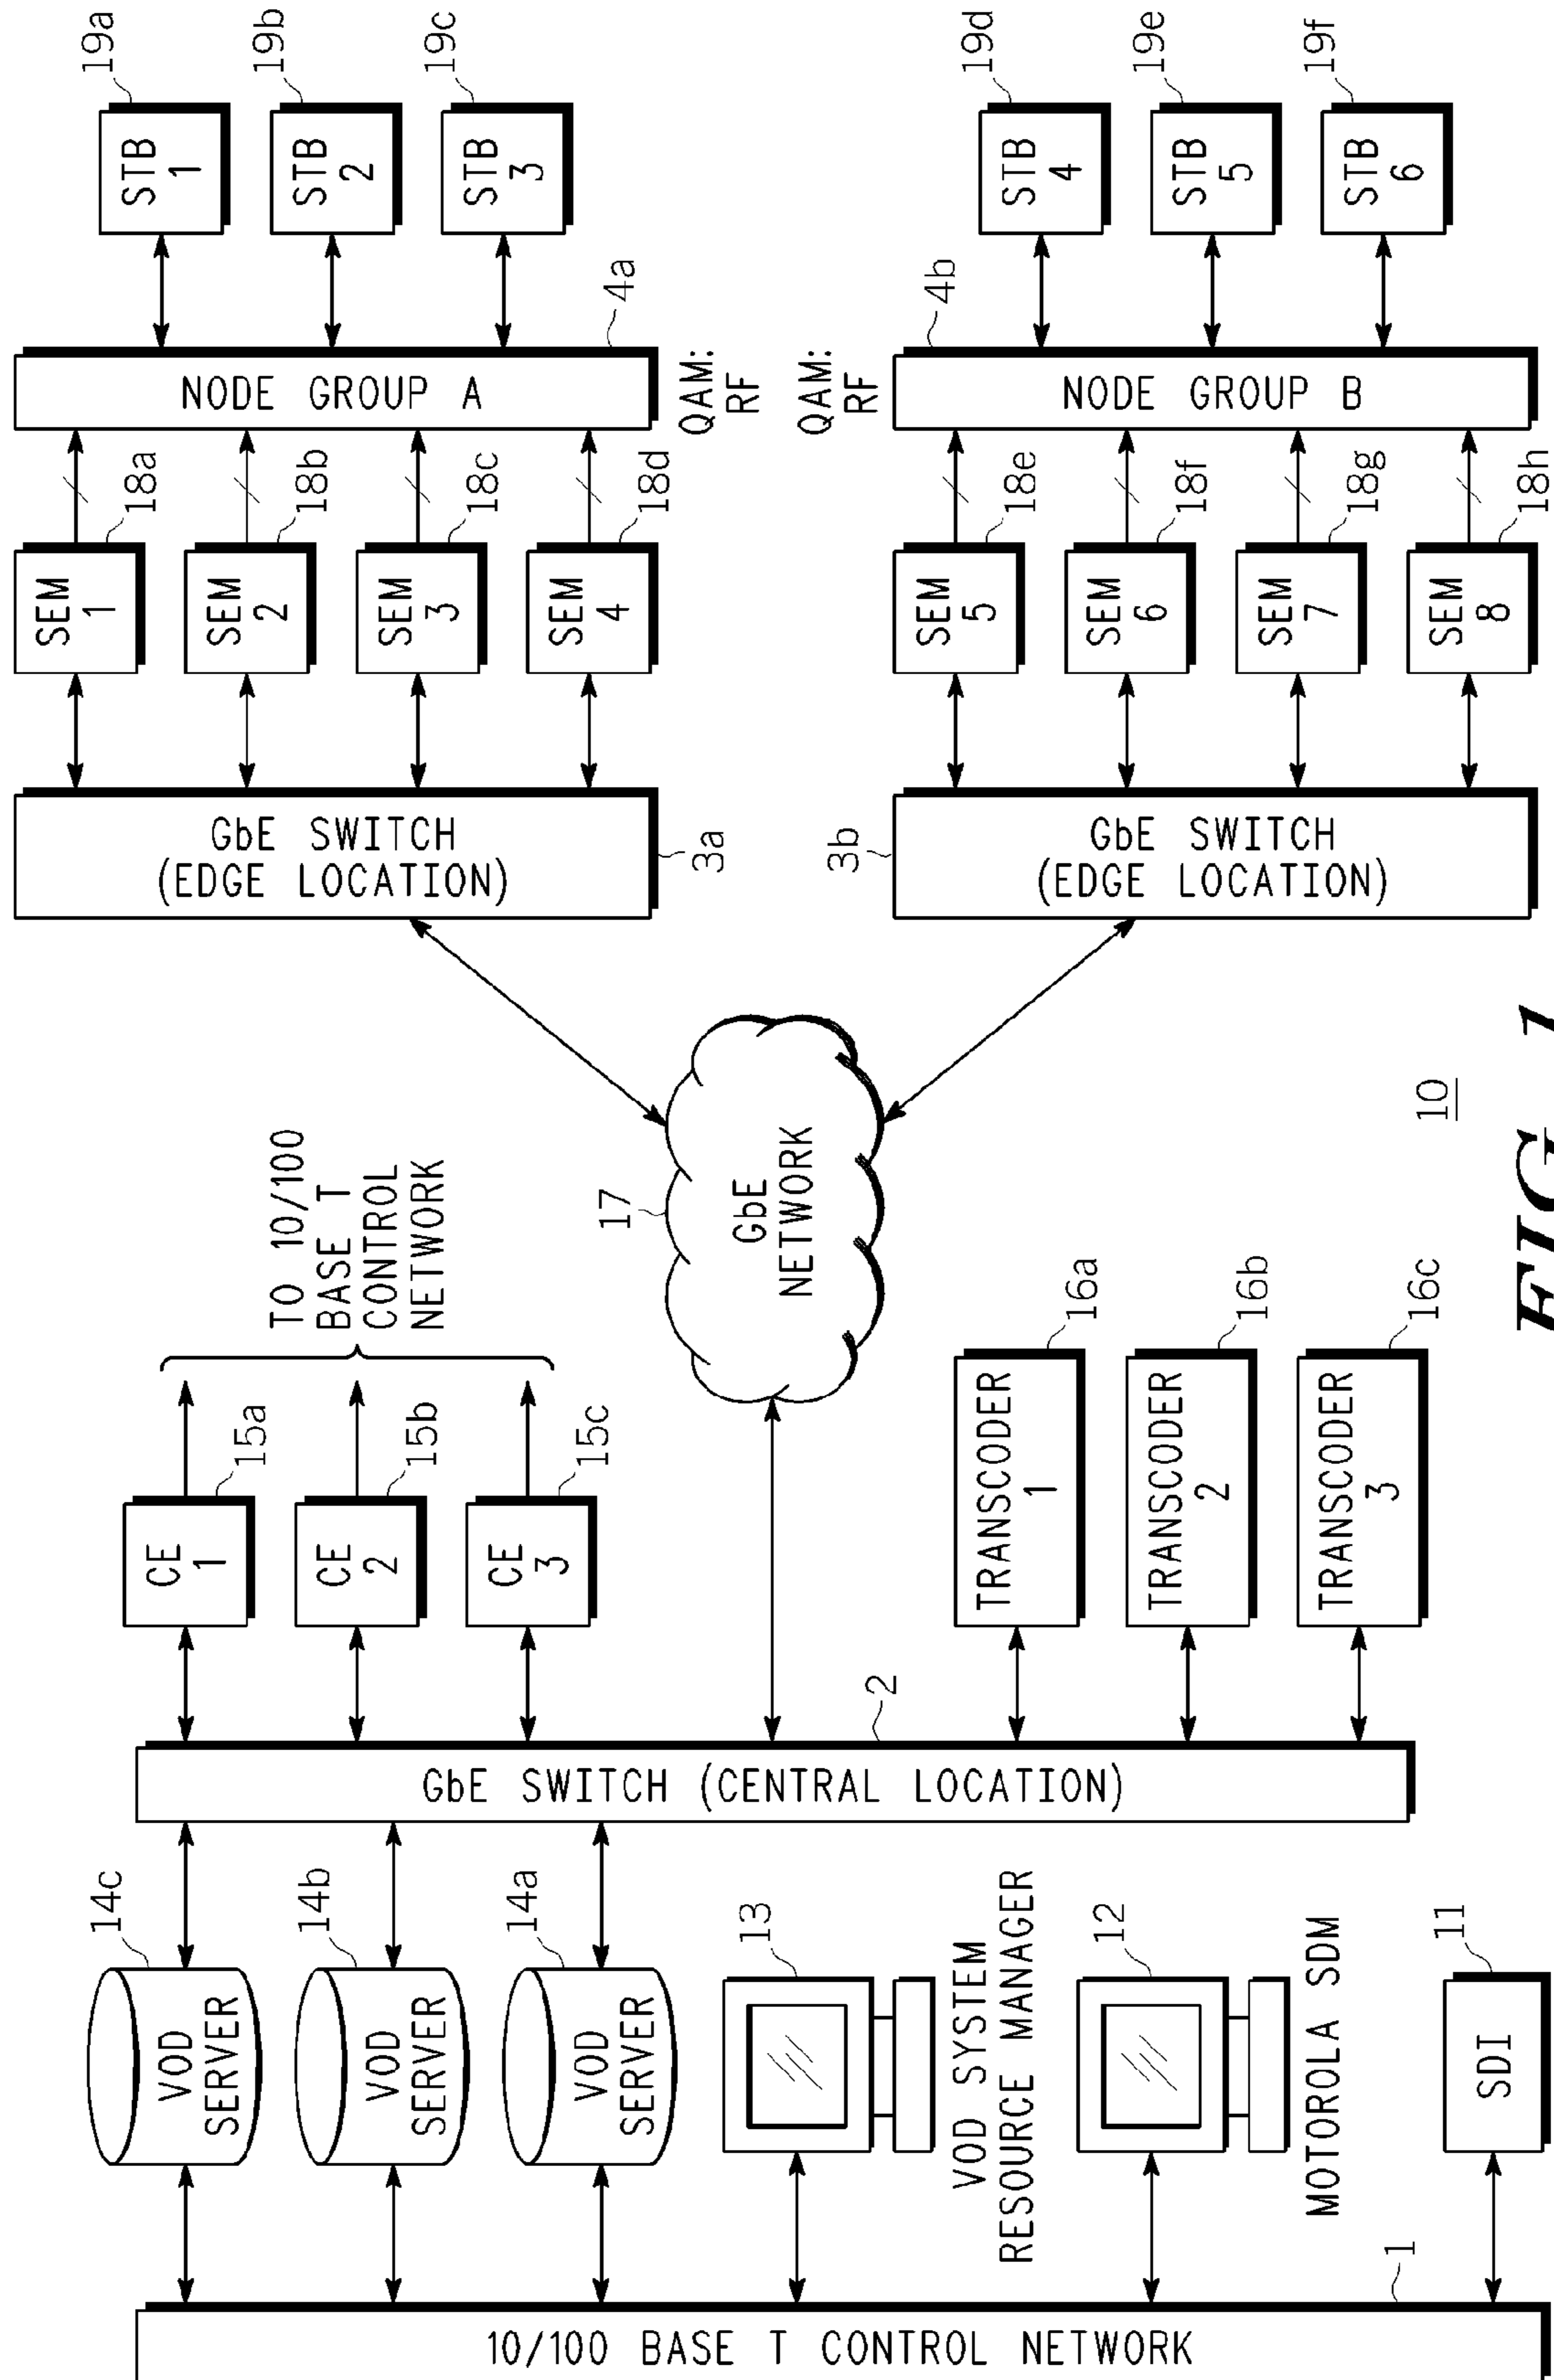 10/100 BASE T CONTROL NETWORK
1
VOD
SERVER
14c
VOD
SERVER
14b
VOD
SERVER
14a
13
VOD SYSTEM
RESOURCE MANAGER
12
MOTOROLA SDM
SDI
11
GbE SWITCH (CENTRAL LOCATION)
2
CE
1
15a
CE
2
15b
CE
3
15c
TO 10/100
BASE T
CONTROL
NETWORK
17
GbE
NETWORK
TRANSCODER
1
16a
TRANSCODER
2
16b
TRANSCODER
3
16c
GbE SWITCH
(EDGE LOCATION)
3a
SEM
1
18a
SEM
2
18b
SEM
3
18c
SEM
4
18d
NODE GROUP A
4a
QAM:
RF
STB
1
19a
STB
2
19b
STB
3
19c
GbE SWITCH
(EDGE LOCATION)
3b
SEM
5
18e
SEM
6
18f
SEM
7
18g
SEM
8
18h
NODE GROUP B
4b
QAM:
RF
STB
4
19d
STB
5
19e
STB
6
19f
10
FIG. 1